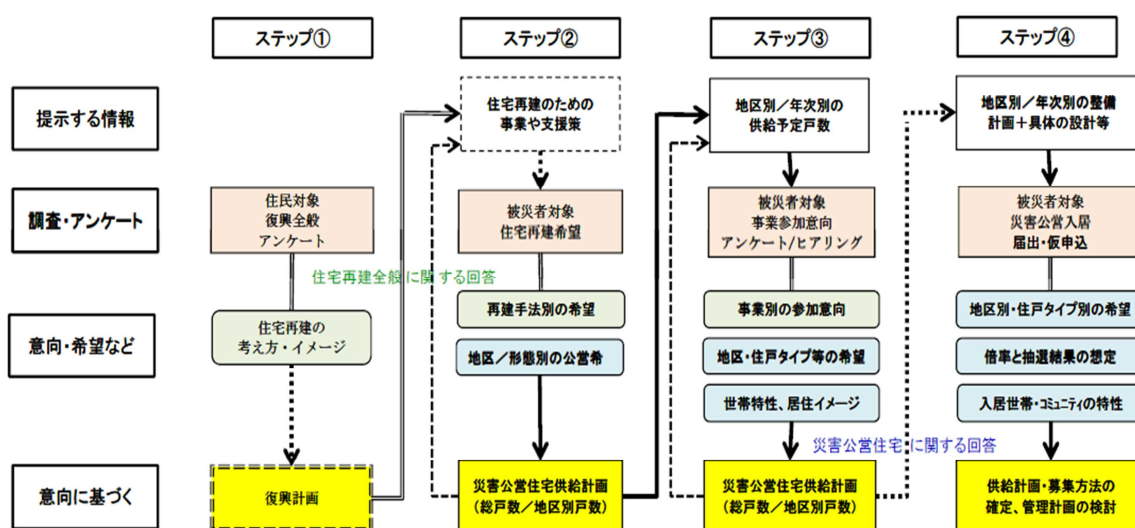 ステップ①
ステップ②
ステップ③
ステップ④
提示する情報
住宅再建のための
事業や支援策
地区別/年次別の
供給予定戸数
地区別/年次別の整備
計画+具体の設計等
調査・アンケート
住民対象
復興全般
アンケート
被災者対象
住宅再建希望
被災者対象
事業参加意向
アンケート/ヒアリング
被災者対象
災害公営入居
届出・仮申込
住宅再建全般に関する回答
意向・希望など
住宅再建の
考え方・イメージ
再建手法別の希望
地区/形態別の公営希
事業別の参加意向
地区・住戸タイプ等の希望
世帯特性、居住イメージ
地区別・住戸タイプ別の希望
倍率と抽選結果の想定
入居世帯・コミュニティの特性
災害公営住宅に関する回答
意向に基づく
復興計画
災害公営住宅供給計画
(総戸数/地区別戸数)
災害公営住宅供給計画
(総戸数/地区別戸数)
供給計画・募集方法の
確定、管理計画の検討